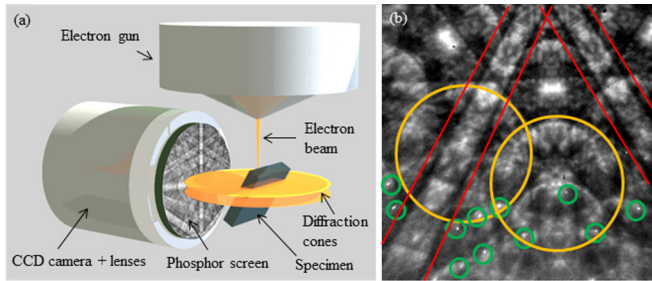 (a)
Electron gun
Electron
beam
Diffraction
cones
CCD camera + lenses
Phosphor screen
Specimen
(b)